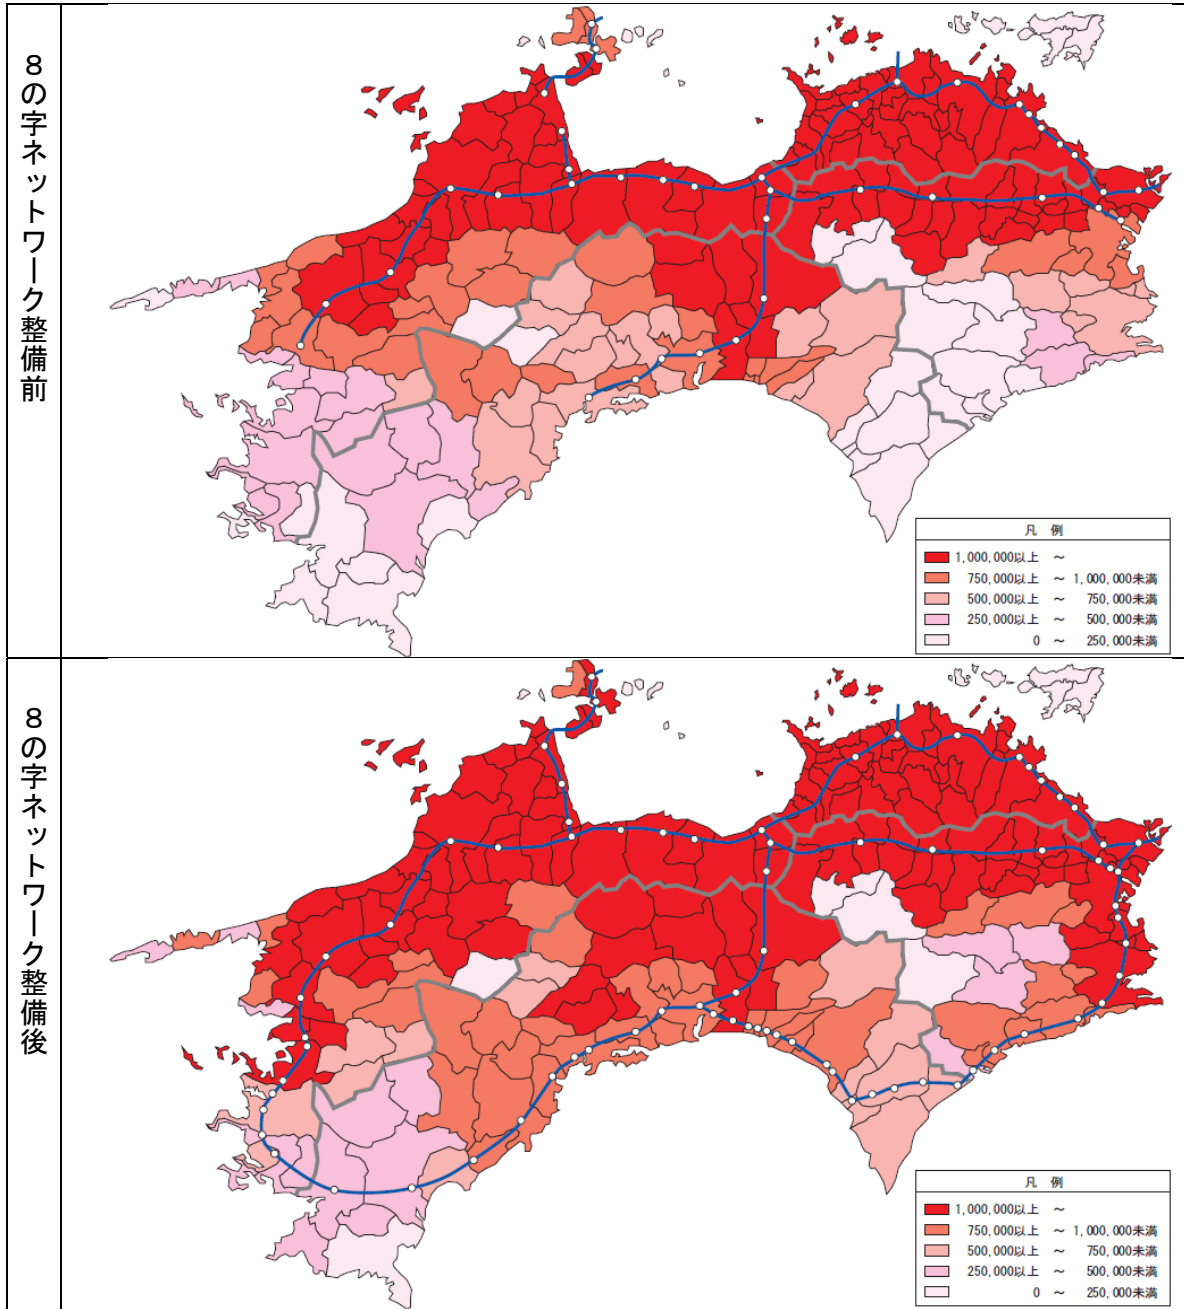 ８の字ネットワーク整備前
凡 例
1,000,000以上 ～
750,000以上 ～ 1,000,000未満
500,000以上 ～ 750,000未満
250,000以上 ～ 500,000未満
0 ～ 250,000未満
８の字ネットワーク整備後
凡 例
1,000,000以上 ～
750,000以上 ～ 1,000,000未満
500,000以上 ～ 750,000未満
250,000以上 ～ 500,000未満
0 ～ 250,000未満